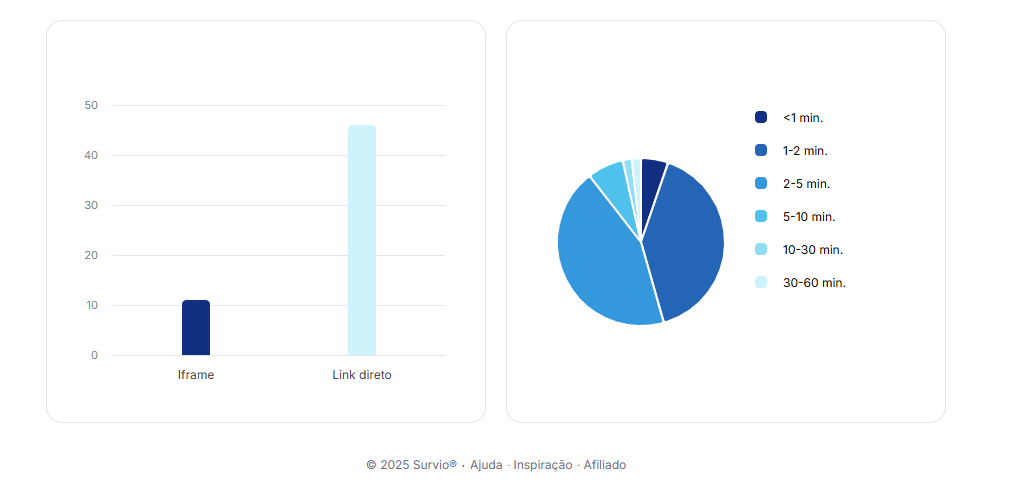 50
40
30
20
10
0
Iframe
Link direto
<1 min.
1-2 min.
2-5 min.
5-10 min.
10-30 min.
30-60 min.
© 2025 Survio® · Ajuda · Inspiração · Afiliado